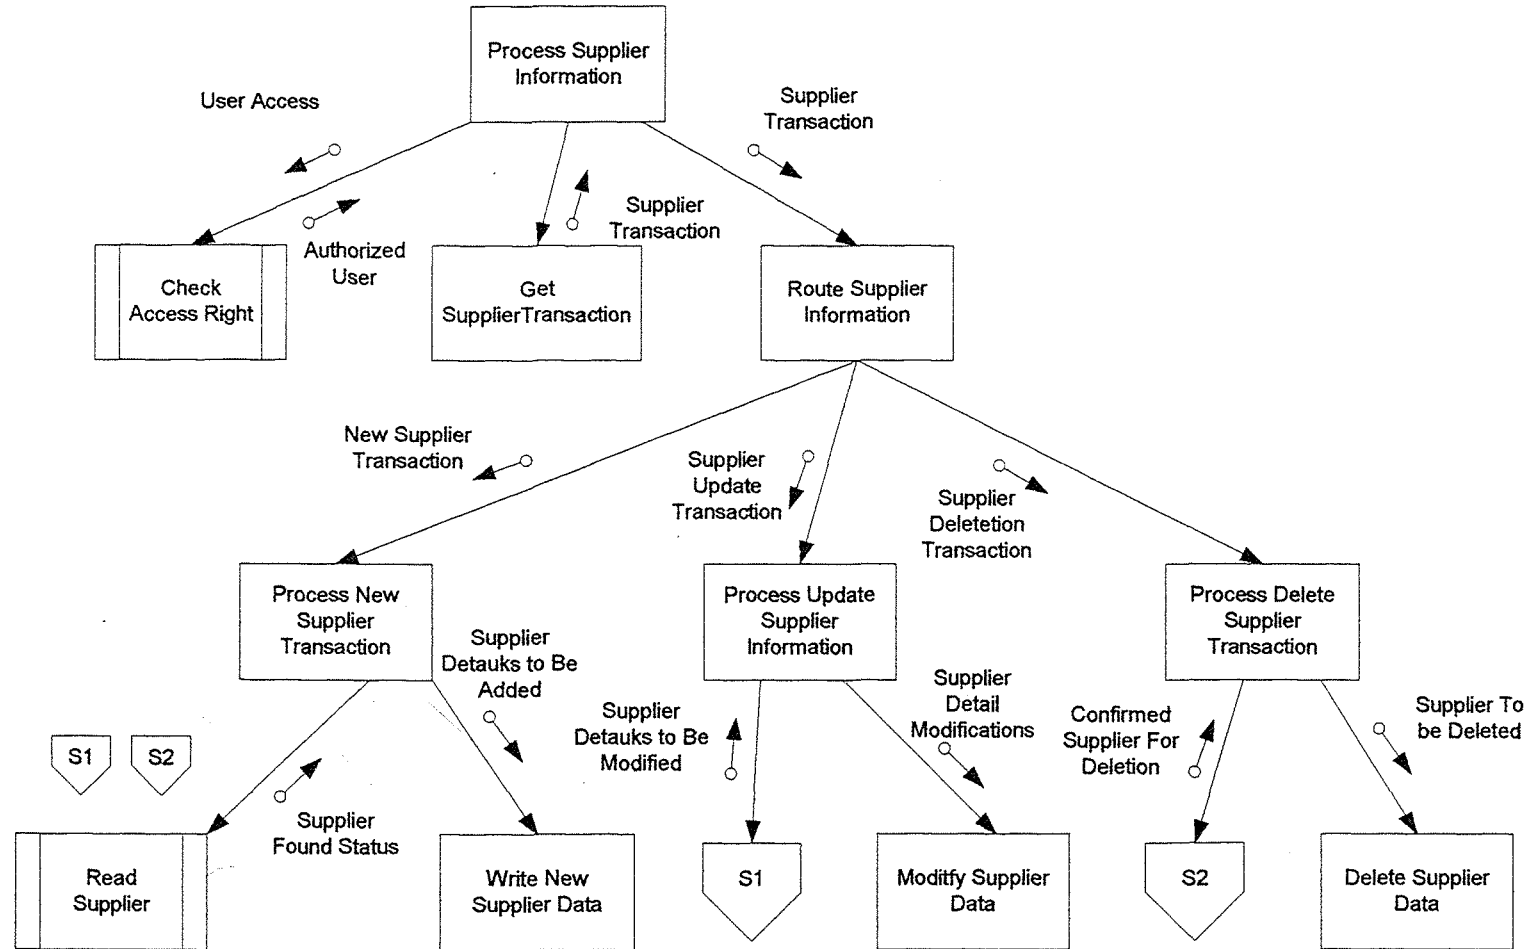 Process Supplier
Information
User Access
Supplier
Transaction
Supplier
Transaction
Authorized
User
Check
Access Right
Get
SupplierTransaction
Route Supplier
Information
New Supplier
Transaction
Supplier
Update
Transaction
Supplier
Deletetion
Transaction
Process New
Supplier
Transaction
Process Update
Supplier
Information
Process Delete
Supplier
Transaction
Supplier
Detauks to Be
Added
Supplier
Detauks to Be
Modified
Supplier
Detail
Modifications
Confirmed
Supplier For
Deletion
Supplier To
be Deleted
S1
S2
Supplier
Found Status
Read
Supplier
Write New
Supplier Data
S1
Moditfy Supplier
Data
S2
Delete Supplier
Data